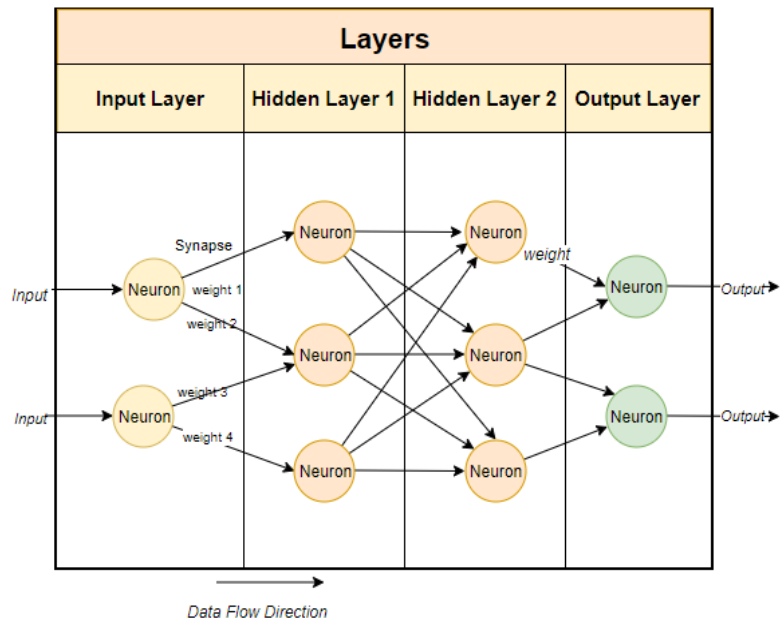 Layers
Input Layer
Hidden Layer 1
Hidden Layer 2
Output Layer
Neuron
Neuron
Synapse
weight
Input
Neuron
weight 1
Neuron
Output
weight 2
Neuron
Neuron
weight 3
Input
Neuron
Neuron
Output
weight 4
Neuron
Neuron
Data Flow Direction